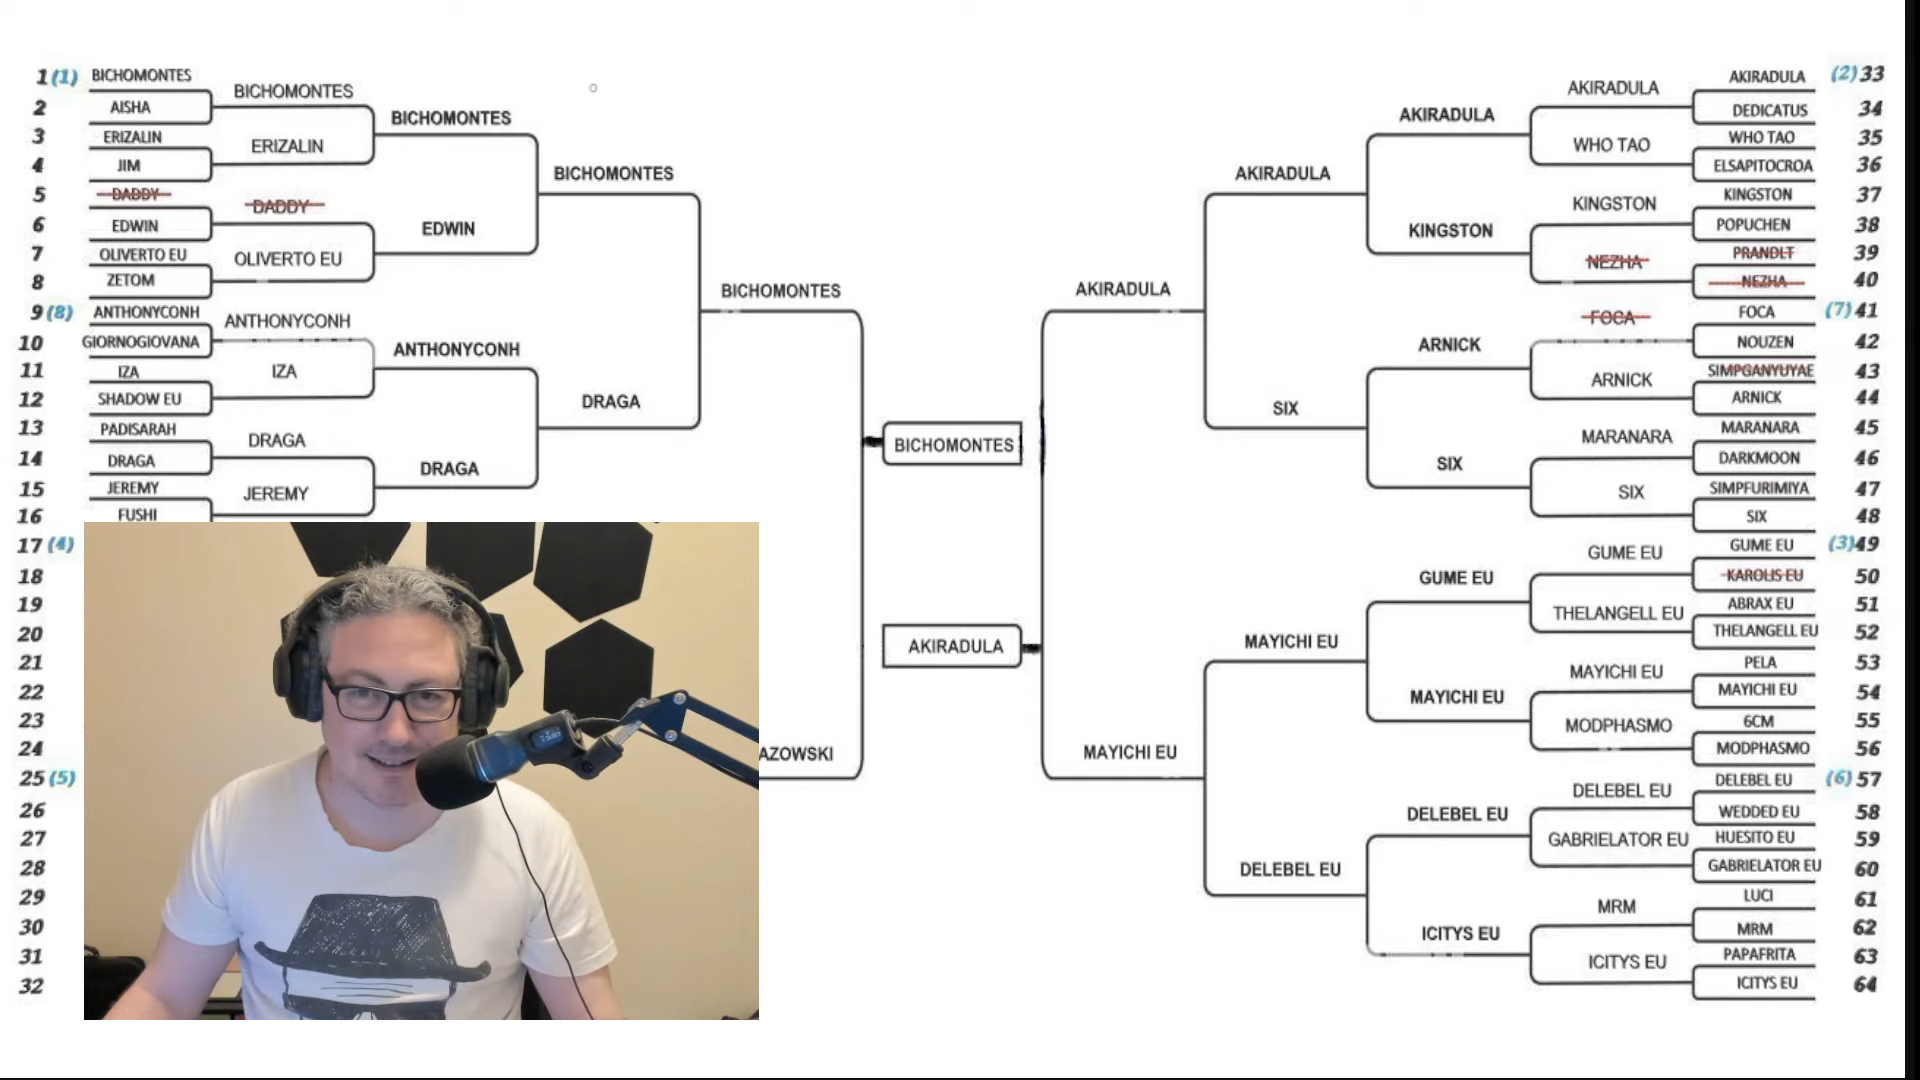 1 (1) BICHOMONTES
2 AISHA
3 ERIZALIN
4 JIM
5 DADDY
6 EDWIN
7 OLIVERTO EU
8 ZETOM
9 (8) ANTHONYCONH
10 GIORNOGIOVANA
11 IZA
12 SHADOW EU
13 PADISARAH
14 DRAGA
15 JEREMY
16 FUSHI
17 (4)
18
19
20
21
22
23
24
25 (5)
26
27
28
29
30
31
32
BICHOMONTES
ERIZALIN
DADDY
OLIVERTO EU
ANTHONYCONH
IZA
DRAGA
JEREMY
BICHOMONTES
EDWIN
ANTHONYCONH
DRAGA
BICHOMONTES
DRAGA
BICHOMONTES
AZOWSKI
BICHOMONTES
AKIRADULA
AKIRADULA
MAYICHI EU
AKIRADULA
SIX
MAYICHI EU
DELEBEL EU
AKIRADULA
KINGSTON
ARNICK
SIX
GUME EU
MAYICHI EU
DELEBEL EU
ICITYS EU
AKIRADULA
WHO TAO
KINGSTON
NEZHA
FOCA
ARNICK
MARANARA
SIX
GUME EU
THELANGELL EU
MAYICHI EU
MODPHASMO
DELEBEL EU
GABRIELATOR EU
MRM
ICITYS EU
AKIRADULA (2) 33
DEDICATUS 34
WHO TAO 35
ELSAPITOCROA 36
KINGSTON 37
POPUCHEN 38
PRANDLT 39
NEZHA 40
FOCA (7) 41
NOUZEN 42
SIMPGANYUYAE 43
ARNICK 44
MARANARA 45
DARKMOON 46
SIMPFURIMIYA 47
SIX 48
GUME EU (3) 49
KAROLIS EU 50
ABRAX EU 51
THELANGELL EU 52
PELA 53
MAYICHI EU 54
6CM 55
MODPHASMO 56
DELEBEL EU (6) 57
WEDDED EU 58
HUESITO EU 59
GABRIELATOR EU 60
LUCI 61
MRM 62
PAPAFRITA 63
ICITYS EU 64